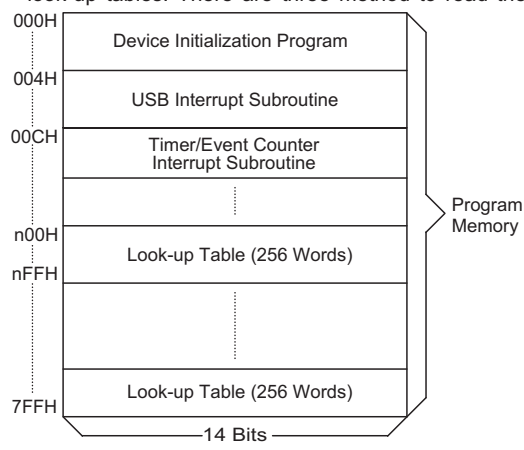 look-up tables. There are three method to read the
000H
Device Initialization Program
004H
USB Interrupt Subroutine
00CH
Timer/Event Counter
Interrupt Subroutine
Program
Memory
n00H
Look-up Table (256 Words)
nFFH
Look-up Table (256 Words)
7FFH
14 Bits